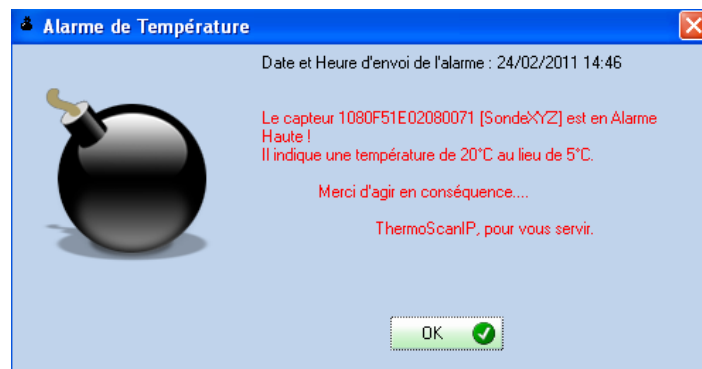 Alarme de Température
Date et Heure d'envoi de l'alarme : 24/02/2011 14:46
Le capteur 1080F51E02080071 [SondeXYZ] est en Alarme
Haute !
Il indique une température de 20°C au lieu de 5°C.
Merci d'agir en conséquence....
ThermoScanIP, pour vous servir.
OK